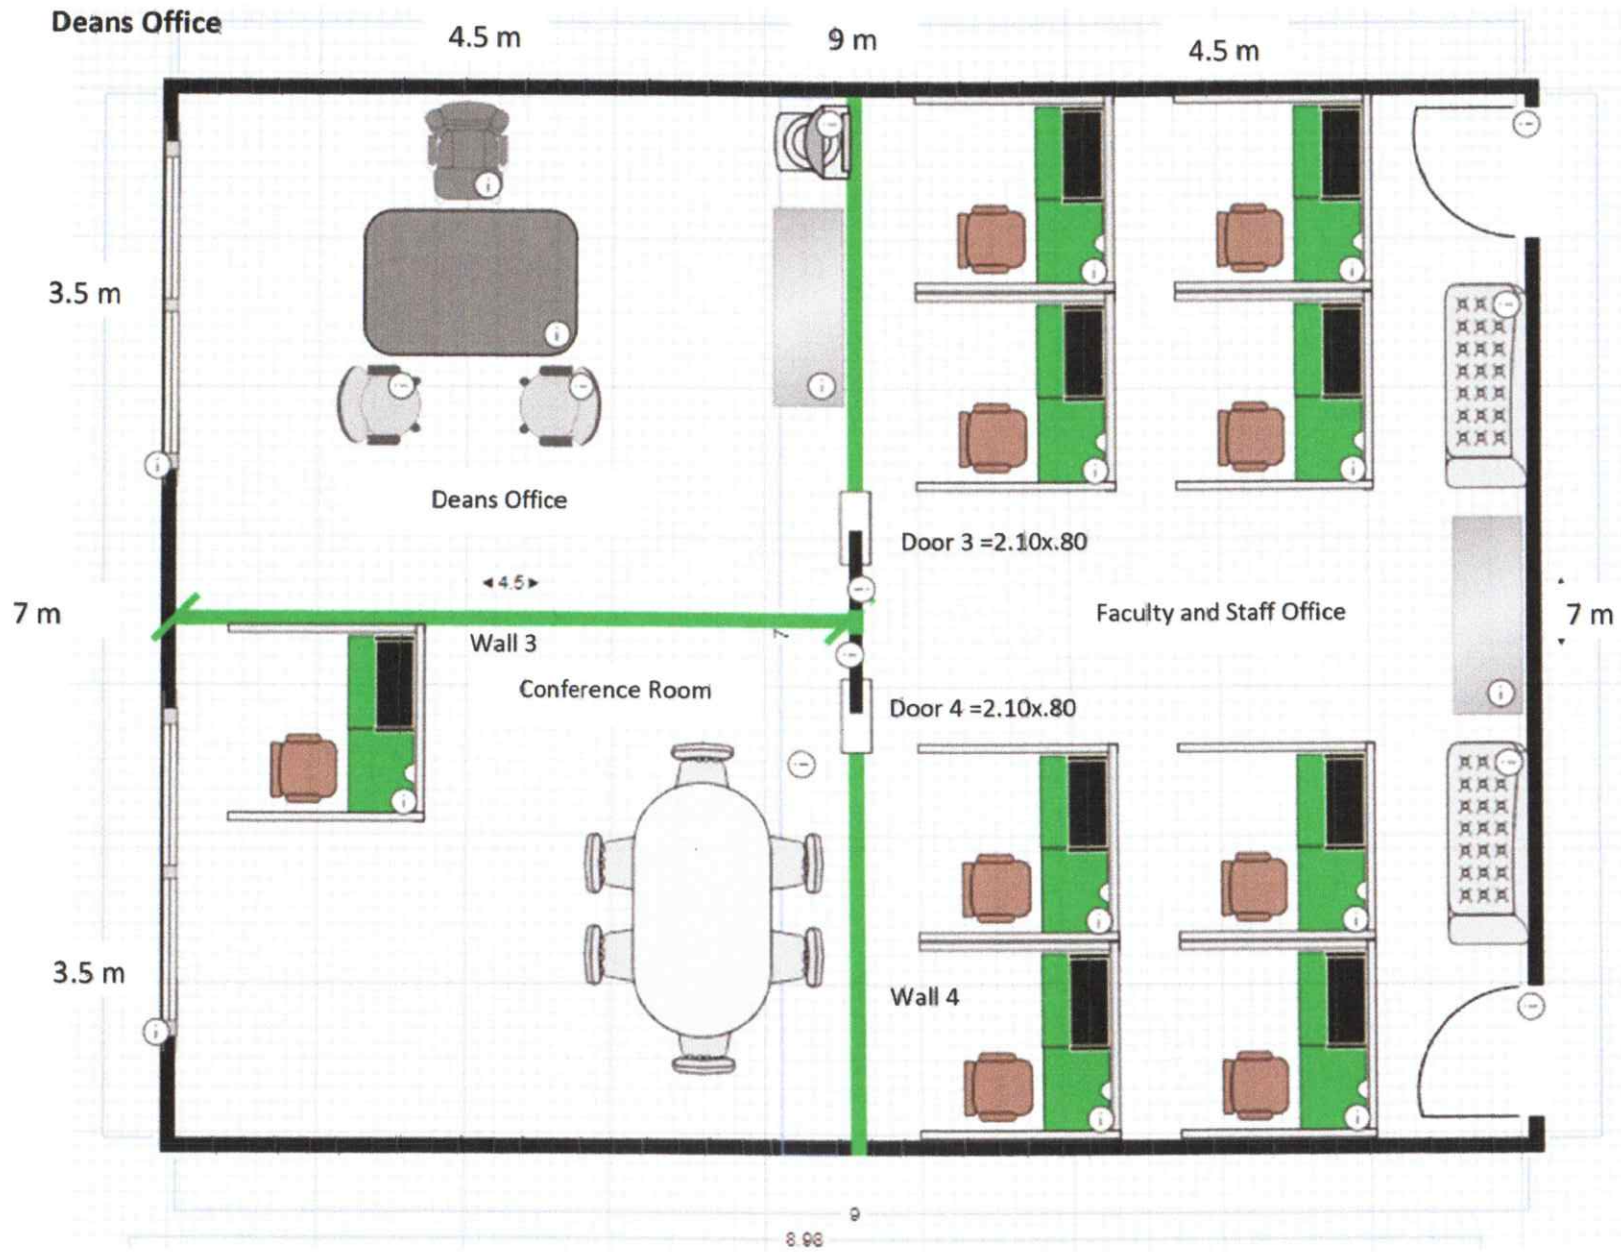 Deans Office
4.5 m
9 m
4.5 m
3.5 m
Deans Office
Door 3 =2.10x.80
4.5
7 m
Faculty and Staff Office
7 m
Wall 3
7
Conference Room
Door 4 =2.10x.80
3.5 m
Wall 4
9
8.98